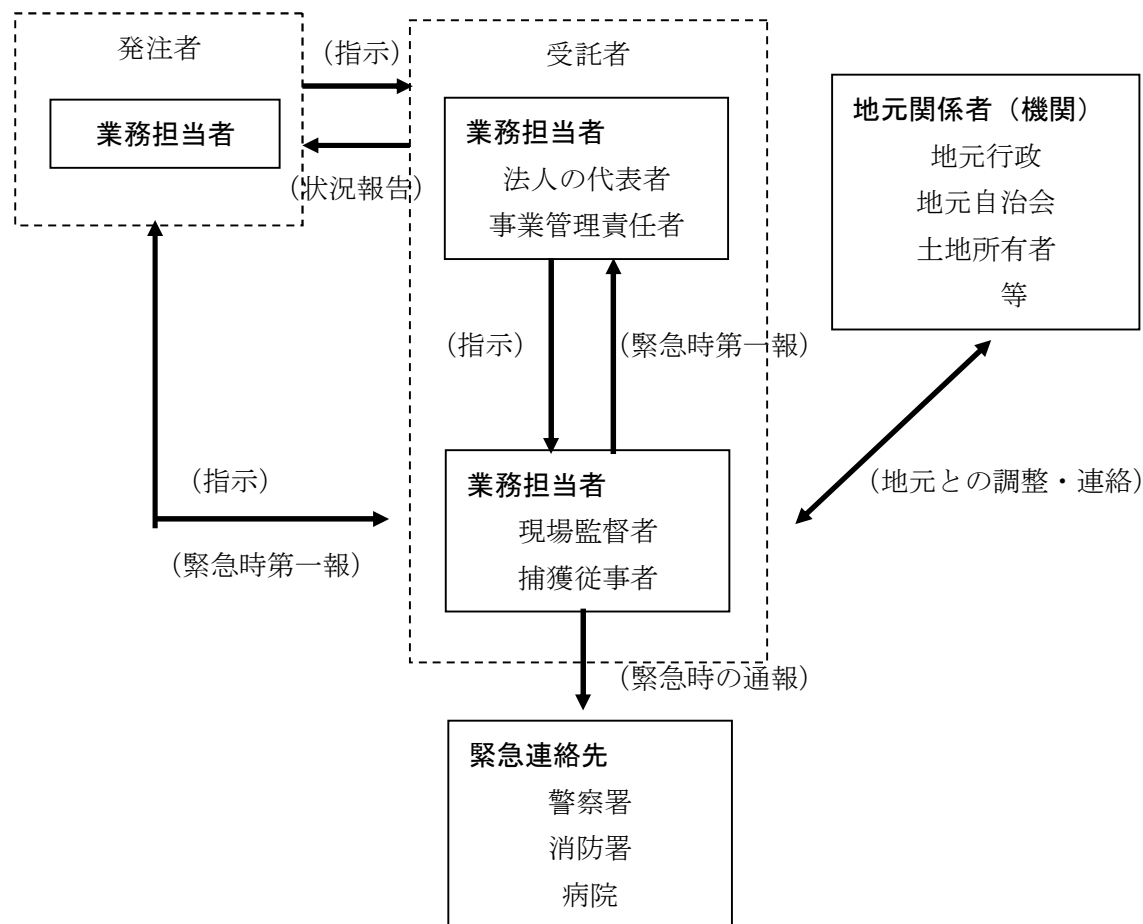 発注者
業務担当者
（指示）
（状況報告）
受託者
業務担当者
法人の代表者
事業管理責任者
（指示）
（緊急時第一報）
業務担当者
現場監督者
捕獲従事者
（指示）
（緊急時第一報）
地元関係者（機関）
地元行政
地元自治会
土地所有者
等
（地元との調整・連絡）
（緊急時の通報）
緊急連絡先
警察署
消防署
病院